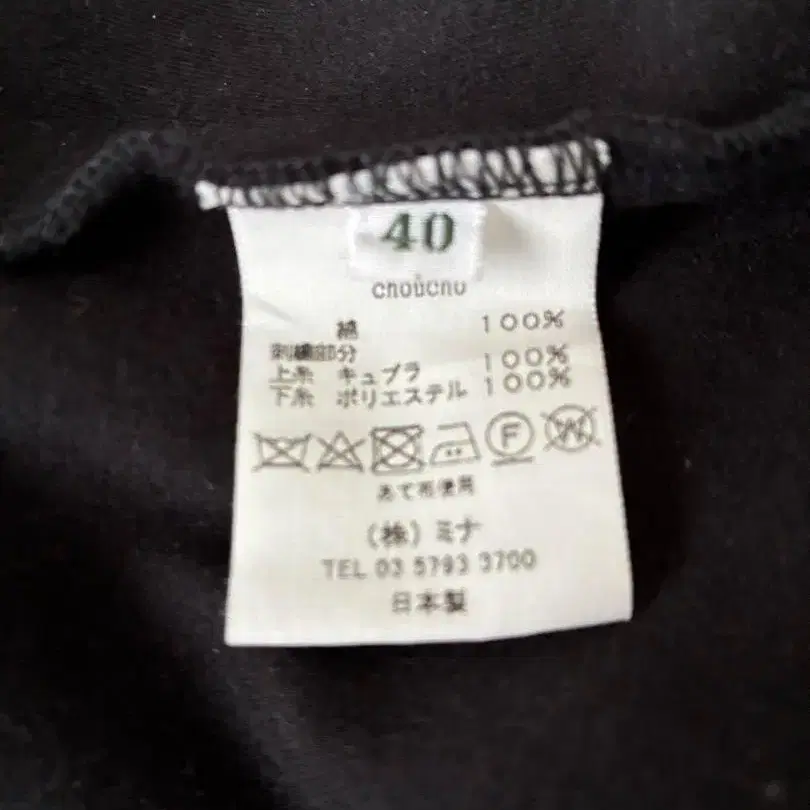 40
choucho
綿 100%
刺繍部分
上糸 キュプラ 100%
下糸 ポリエステル 100%
F
W
あて布使用
(株)ミナ
TEL 03 5793 3700
日本製